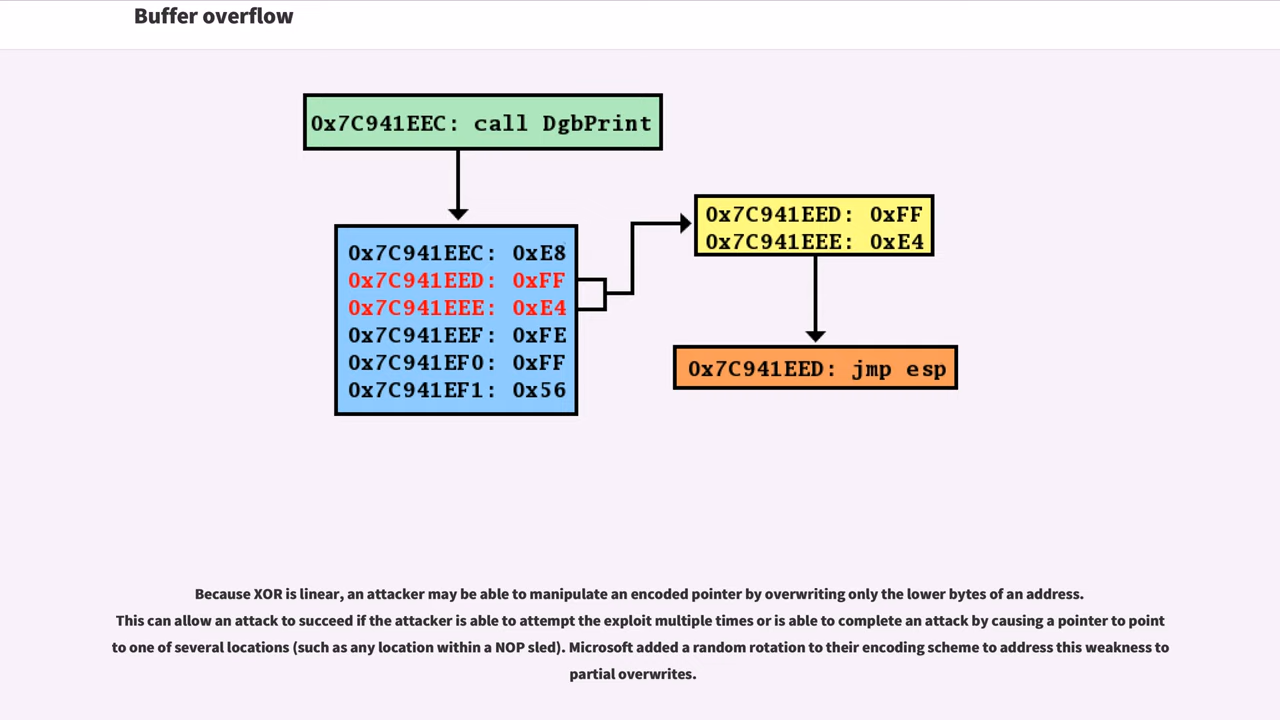 Buffer overflow
0x7C941EEC: call DgbPrint
0x7C941EEC: 0xE8
0x7C941EED: 0xFF
0x7C941EEE: 0xE4
0x7C941EEF: 0xFE
0x7C941EF0: 0xFF
0x7C941EF1: 0x56
0x7C941EED: 0xFF
0x7C941EEE: 0xE4
0x7C941EED: jmp esp
Because XOR is linear, an attacker may be able to manipulate an encoded pointer by overwriting only the lower bytes of an address.
This can allow an attack to succeed if the attacker is able to attempt the exploit multiple times or is able to complete an attack by causing a pointer to point
to one of several locations (such as any location within a NOP sled). Microsoft added a random rotation to their encoding scheme to address this weakness to
partial overwrites.